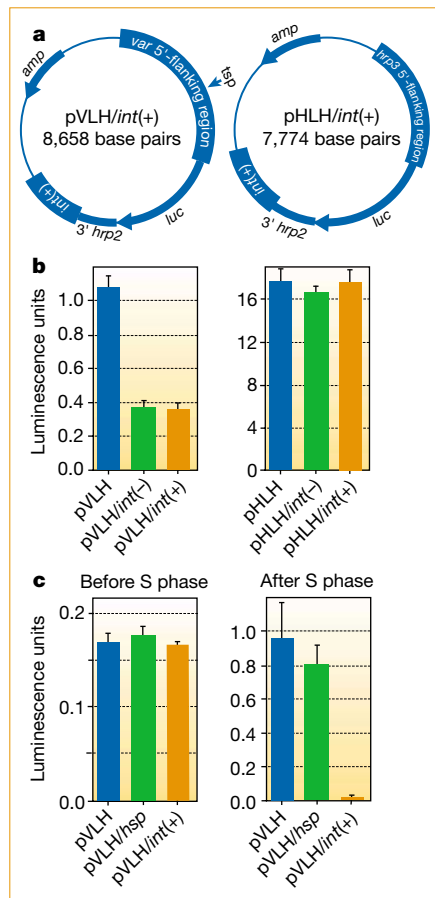 a
amp
var 5'-flanking region
tsp
pVLH/int(+)
8,658 base pairs
int(+)
3' hrp2
luc
amp
hrp3 5'-flanking region
pHLH/int(+)
7,774 base pairs
int(+)
3' hrp2
luc
b
Luminescence units
1.0
0.8
0.6
0.4
0.2
0.0
pVLH
pVLH/int(–)
pVLH/int(+)
16
12
8
4
0
pHLH
pHLH/int(–)
pHLH/int(+)
c
Before S phase
Luminescence units
0.2
0.1
0.0
pVLH
pVLH/hsp
pVLH/int(+)
After S phase
1.0
0.8
0.6
0.4
0.2
0.0
pVLH
pVLH/hsp
pVLH/int(+)